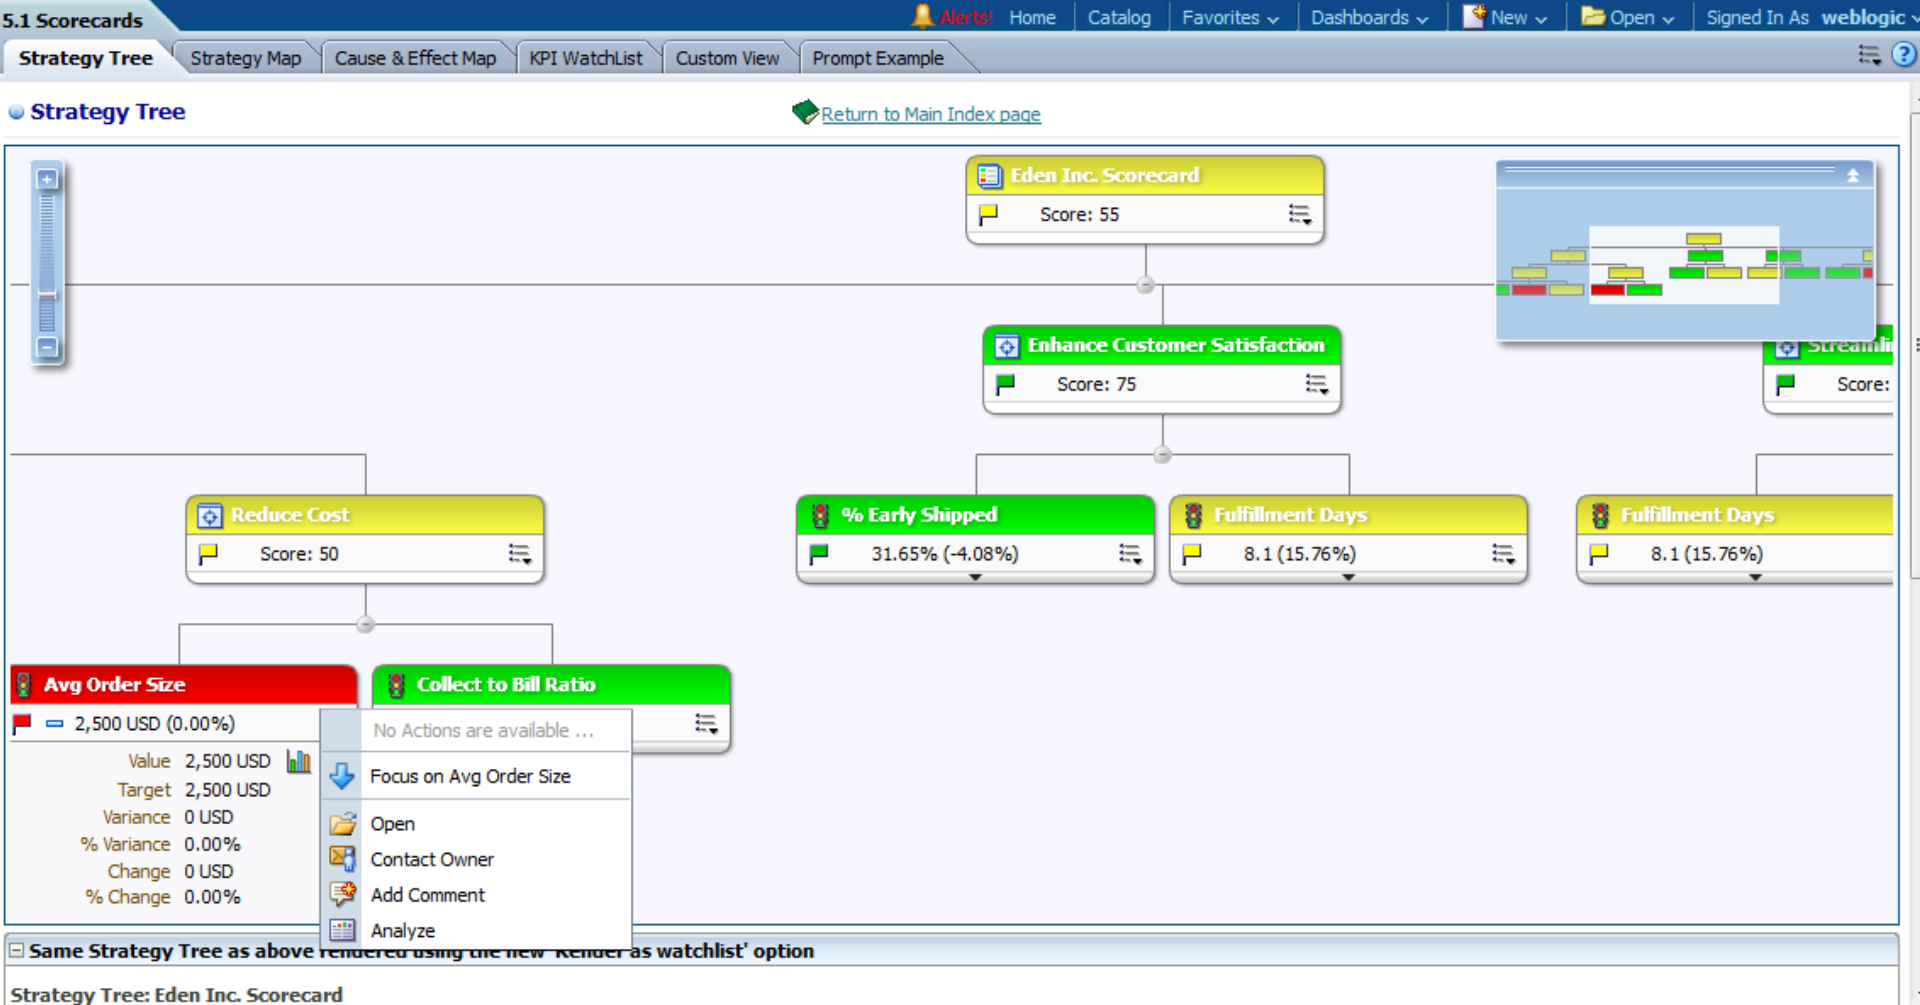 5.1 Scorecards
Alerts! Home Catalog Favorites Dashboards New Open Signed In As weblogic
Strategy Tree Strategy Map Cause & Effect Map KPI WatchList Custom View Prompt Example
Strategy Tree
Return to Main Index page
Eden Inc. Scorecard
Score: 55
Enhance Customer Satisfaction
Score: 75
Score:
Reduce Cost
Score: 50
% Early Shipped
31.65% (-4.08%)
Fulfillment Days
8.1 (15.76%)
Fulfillment Days
8.1 (15.76%)
Avg Order Size
2,500 USD (0.00%)
Value 2,500 USD
Target 2,500 USD
Variance 0 USD
% Variance 0.00%
Change 0 USD
% Change 0.00%
Collect to Bill Ratio
No Actions are available ...
Focus on Avg Order Size
Open
Contact Owner
Add Comment
Analyze
Same Strategy Tree as above rendered using the new 'Render as watchlist' option
Strategy Tree: Eden Inc. Scorecard